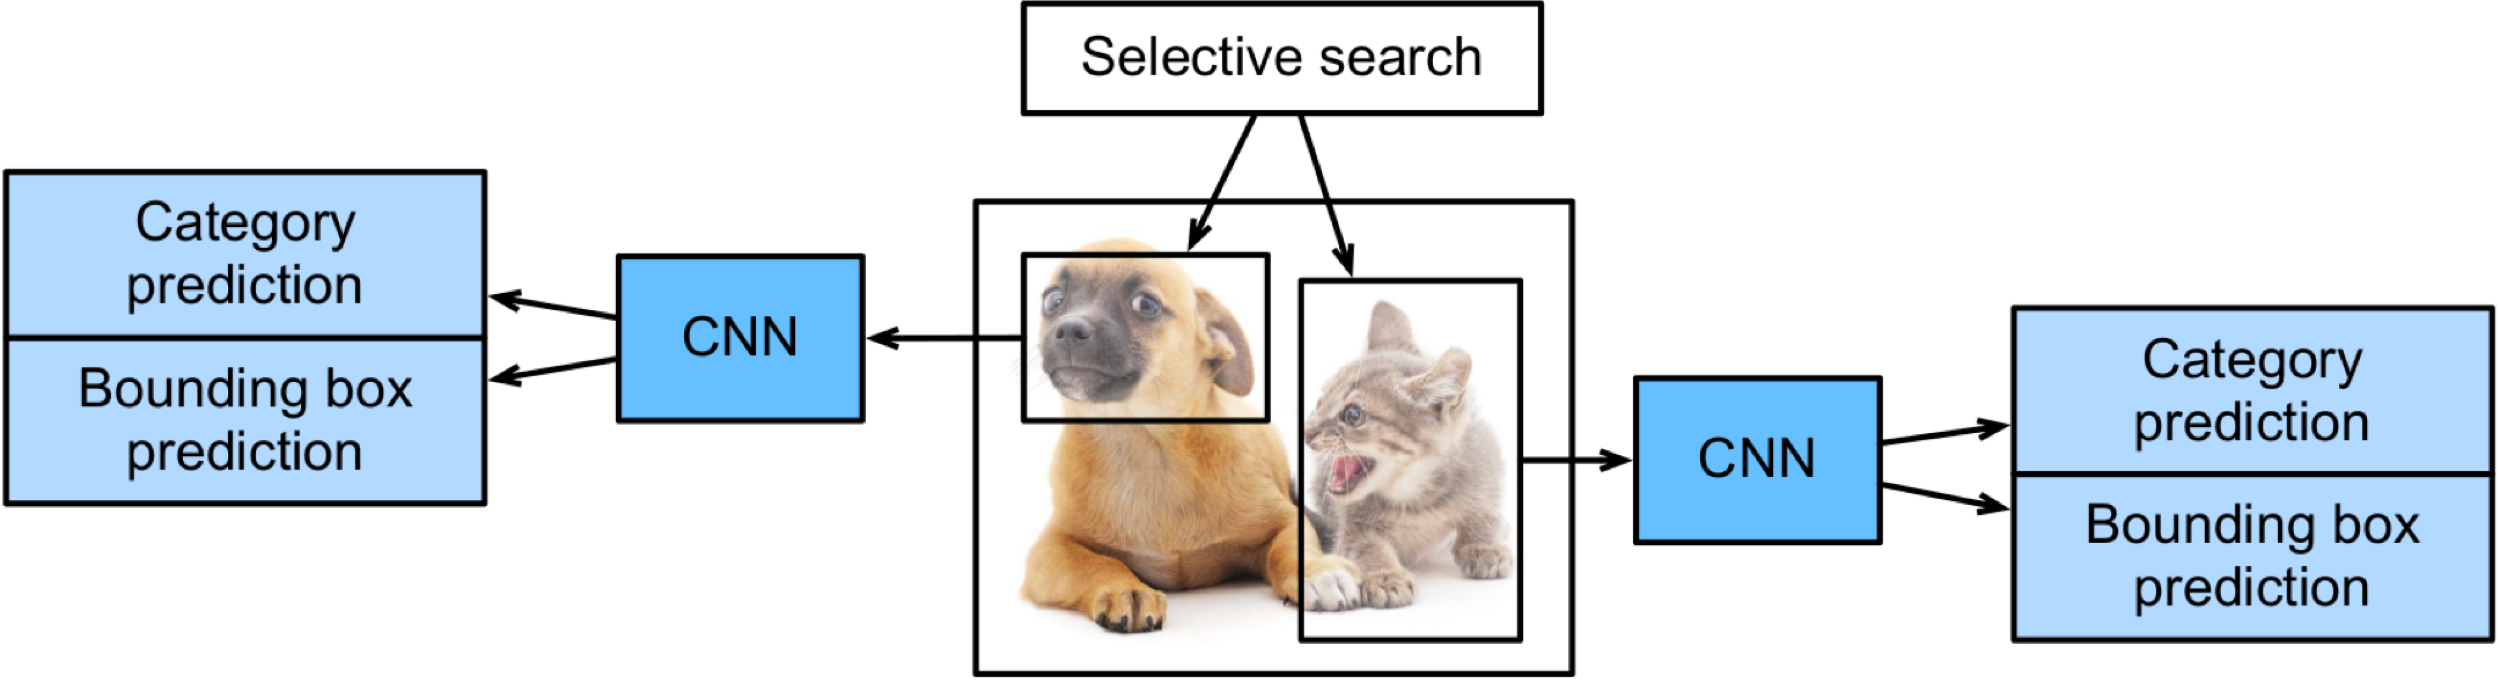 Selective search
Category
prediction
Bounding box
prediction
CNN
CNN
Category
prediction
Bounding box
prediction